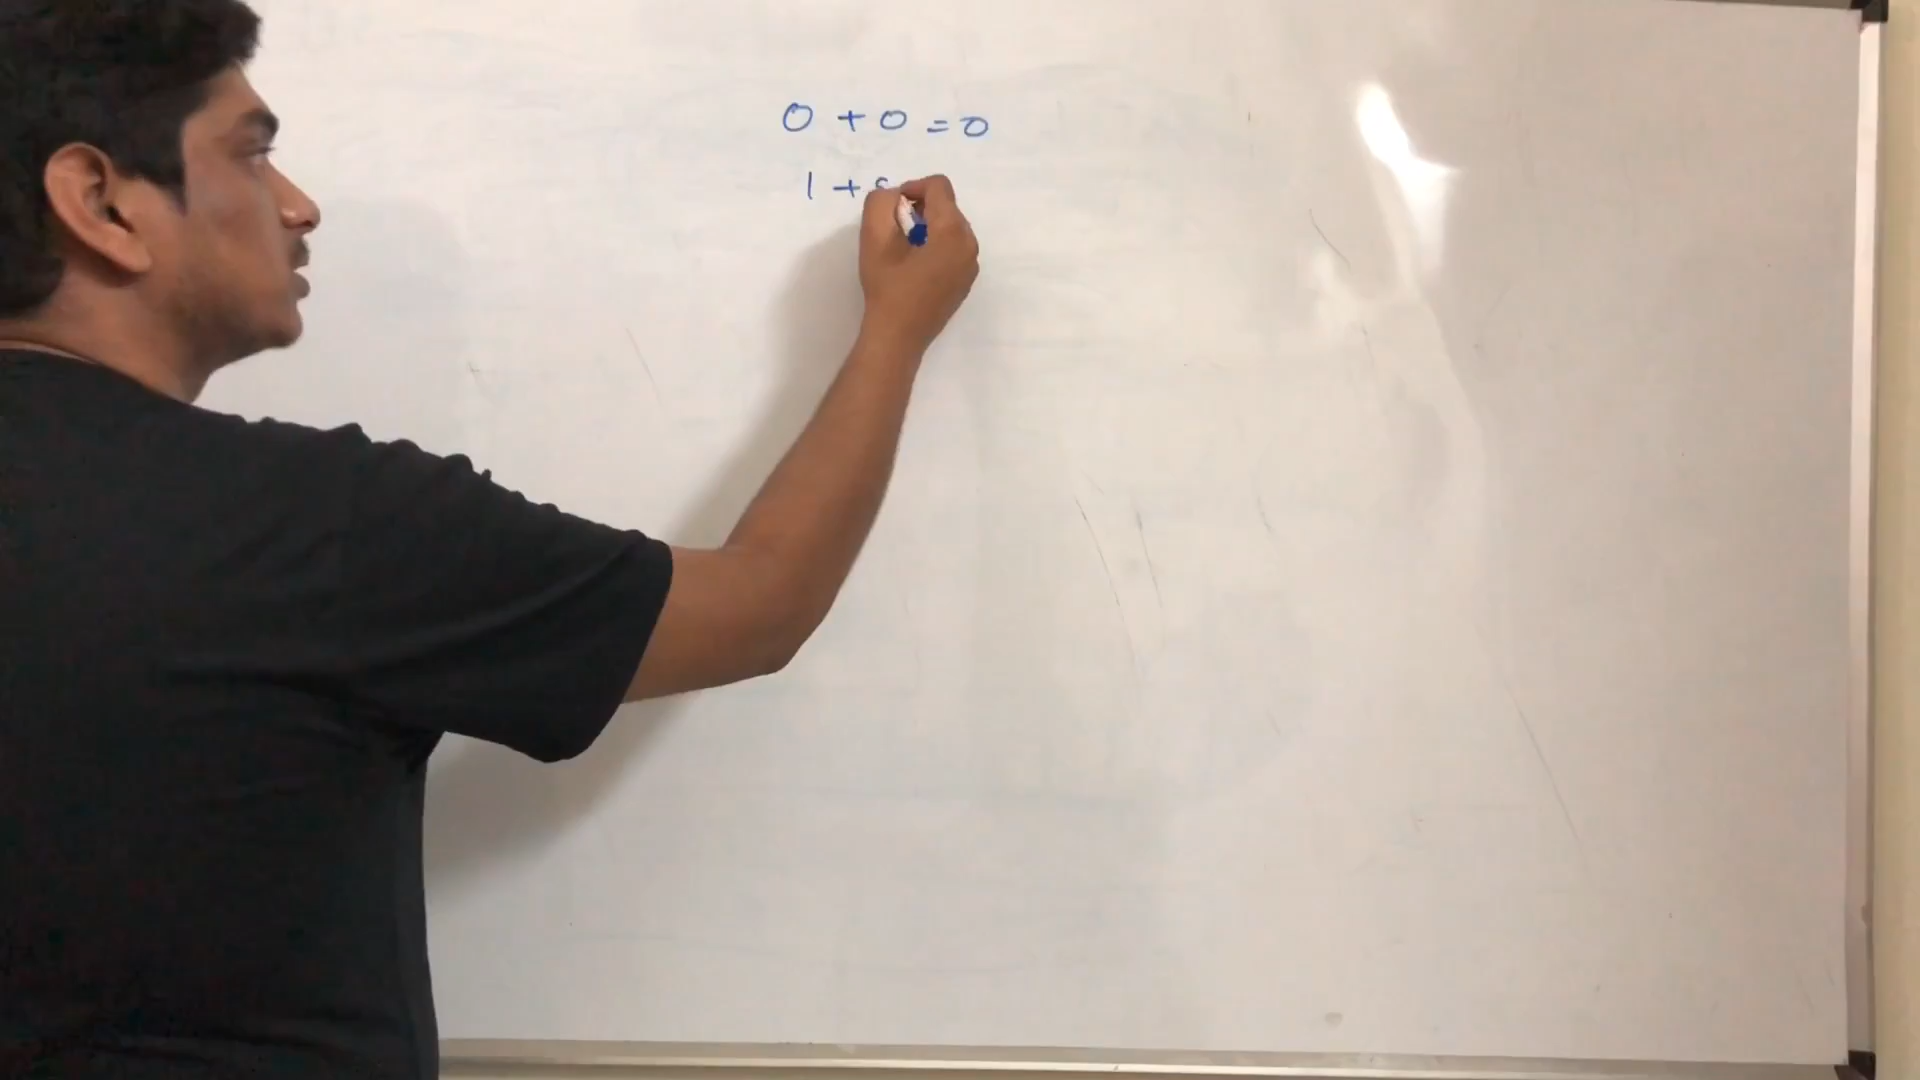 0 + 0 = 0
1 +